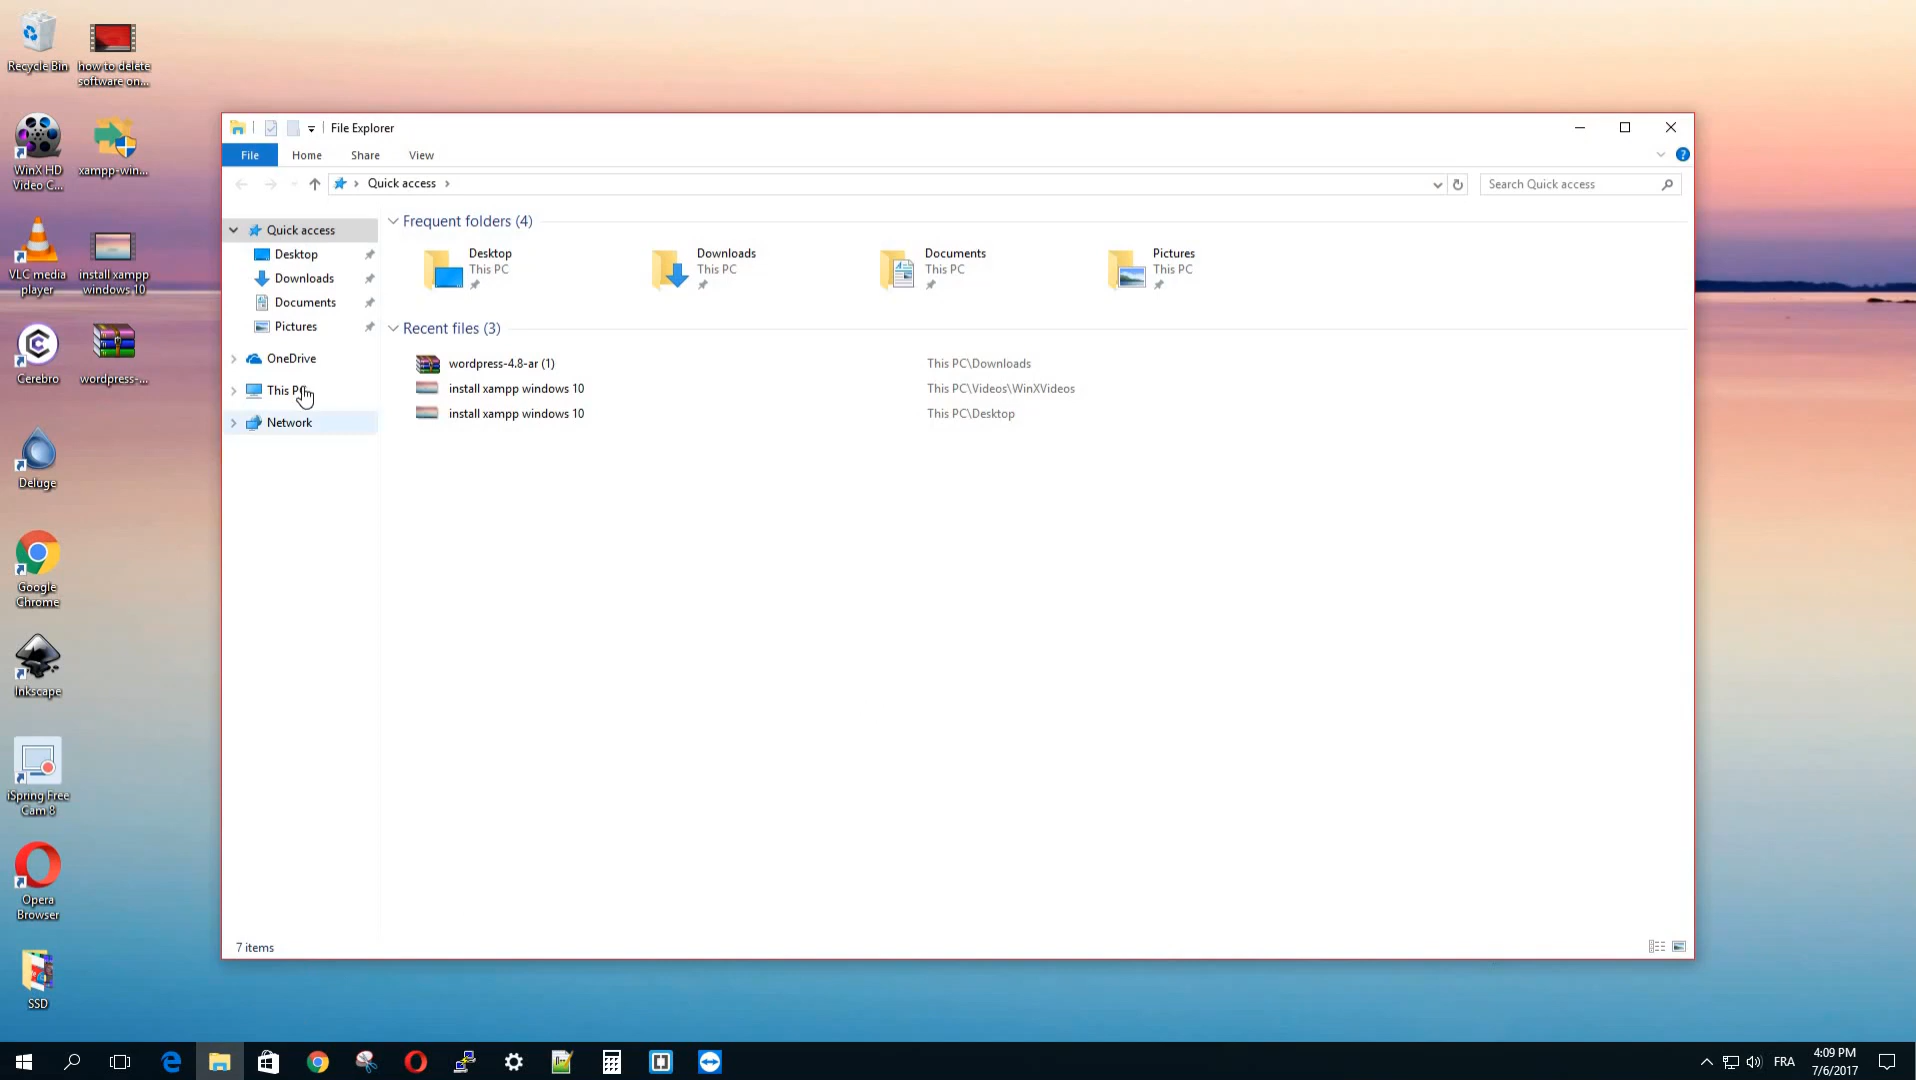 Recycle Bin
how to delete
software on...
WinX HD
Video C...
xampp-win...
VLC media
player
install xampp
windows 10
Cerebro
wordpress-...
Deluge
Google
Chrome
Inkscape
iSpring Free
Cam 8
Opera
Browser
SSD
File Explorer
File Home Share View
Quick access
Search Quick access
Quick access
Desktop
Downloads
Documents
Pictures
OneDrive
This PC
Network
Frequent folders (4)
Desktop
This PC
Downloads
This PC
Documents
This PC
Pictures
This PC
Recent files (3)
wordpress-4.8-ar (1) This PC\Downloads
install xampp windows 10 This PC\Videos\WinXVideos
install xampp windows 10 This PC\Desktop
7 items
FRA
4:09 PM
7/6/2017